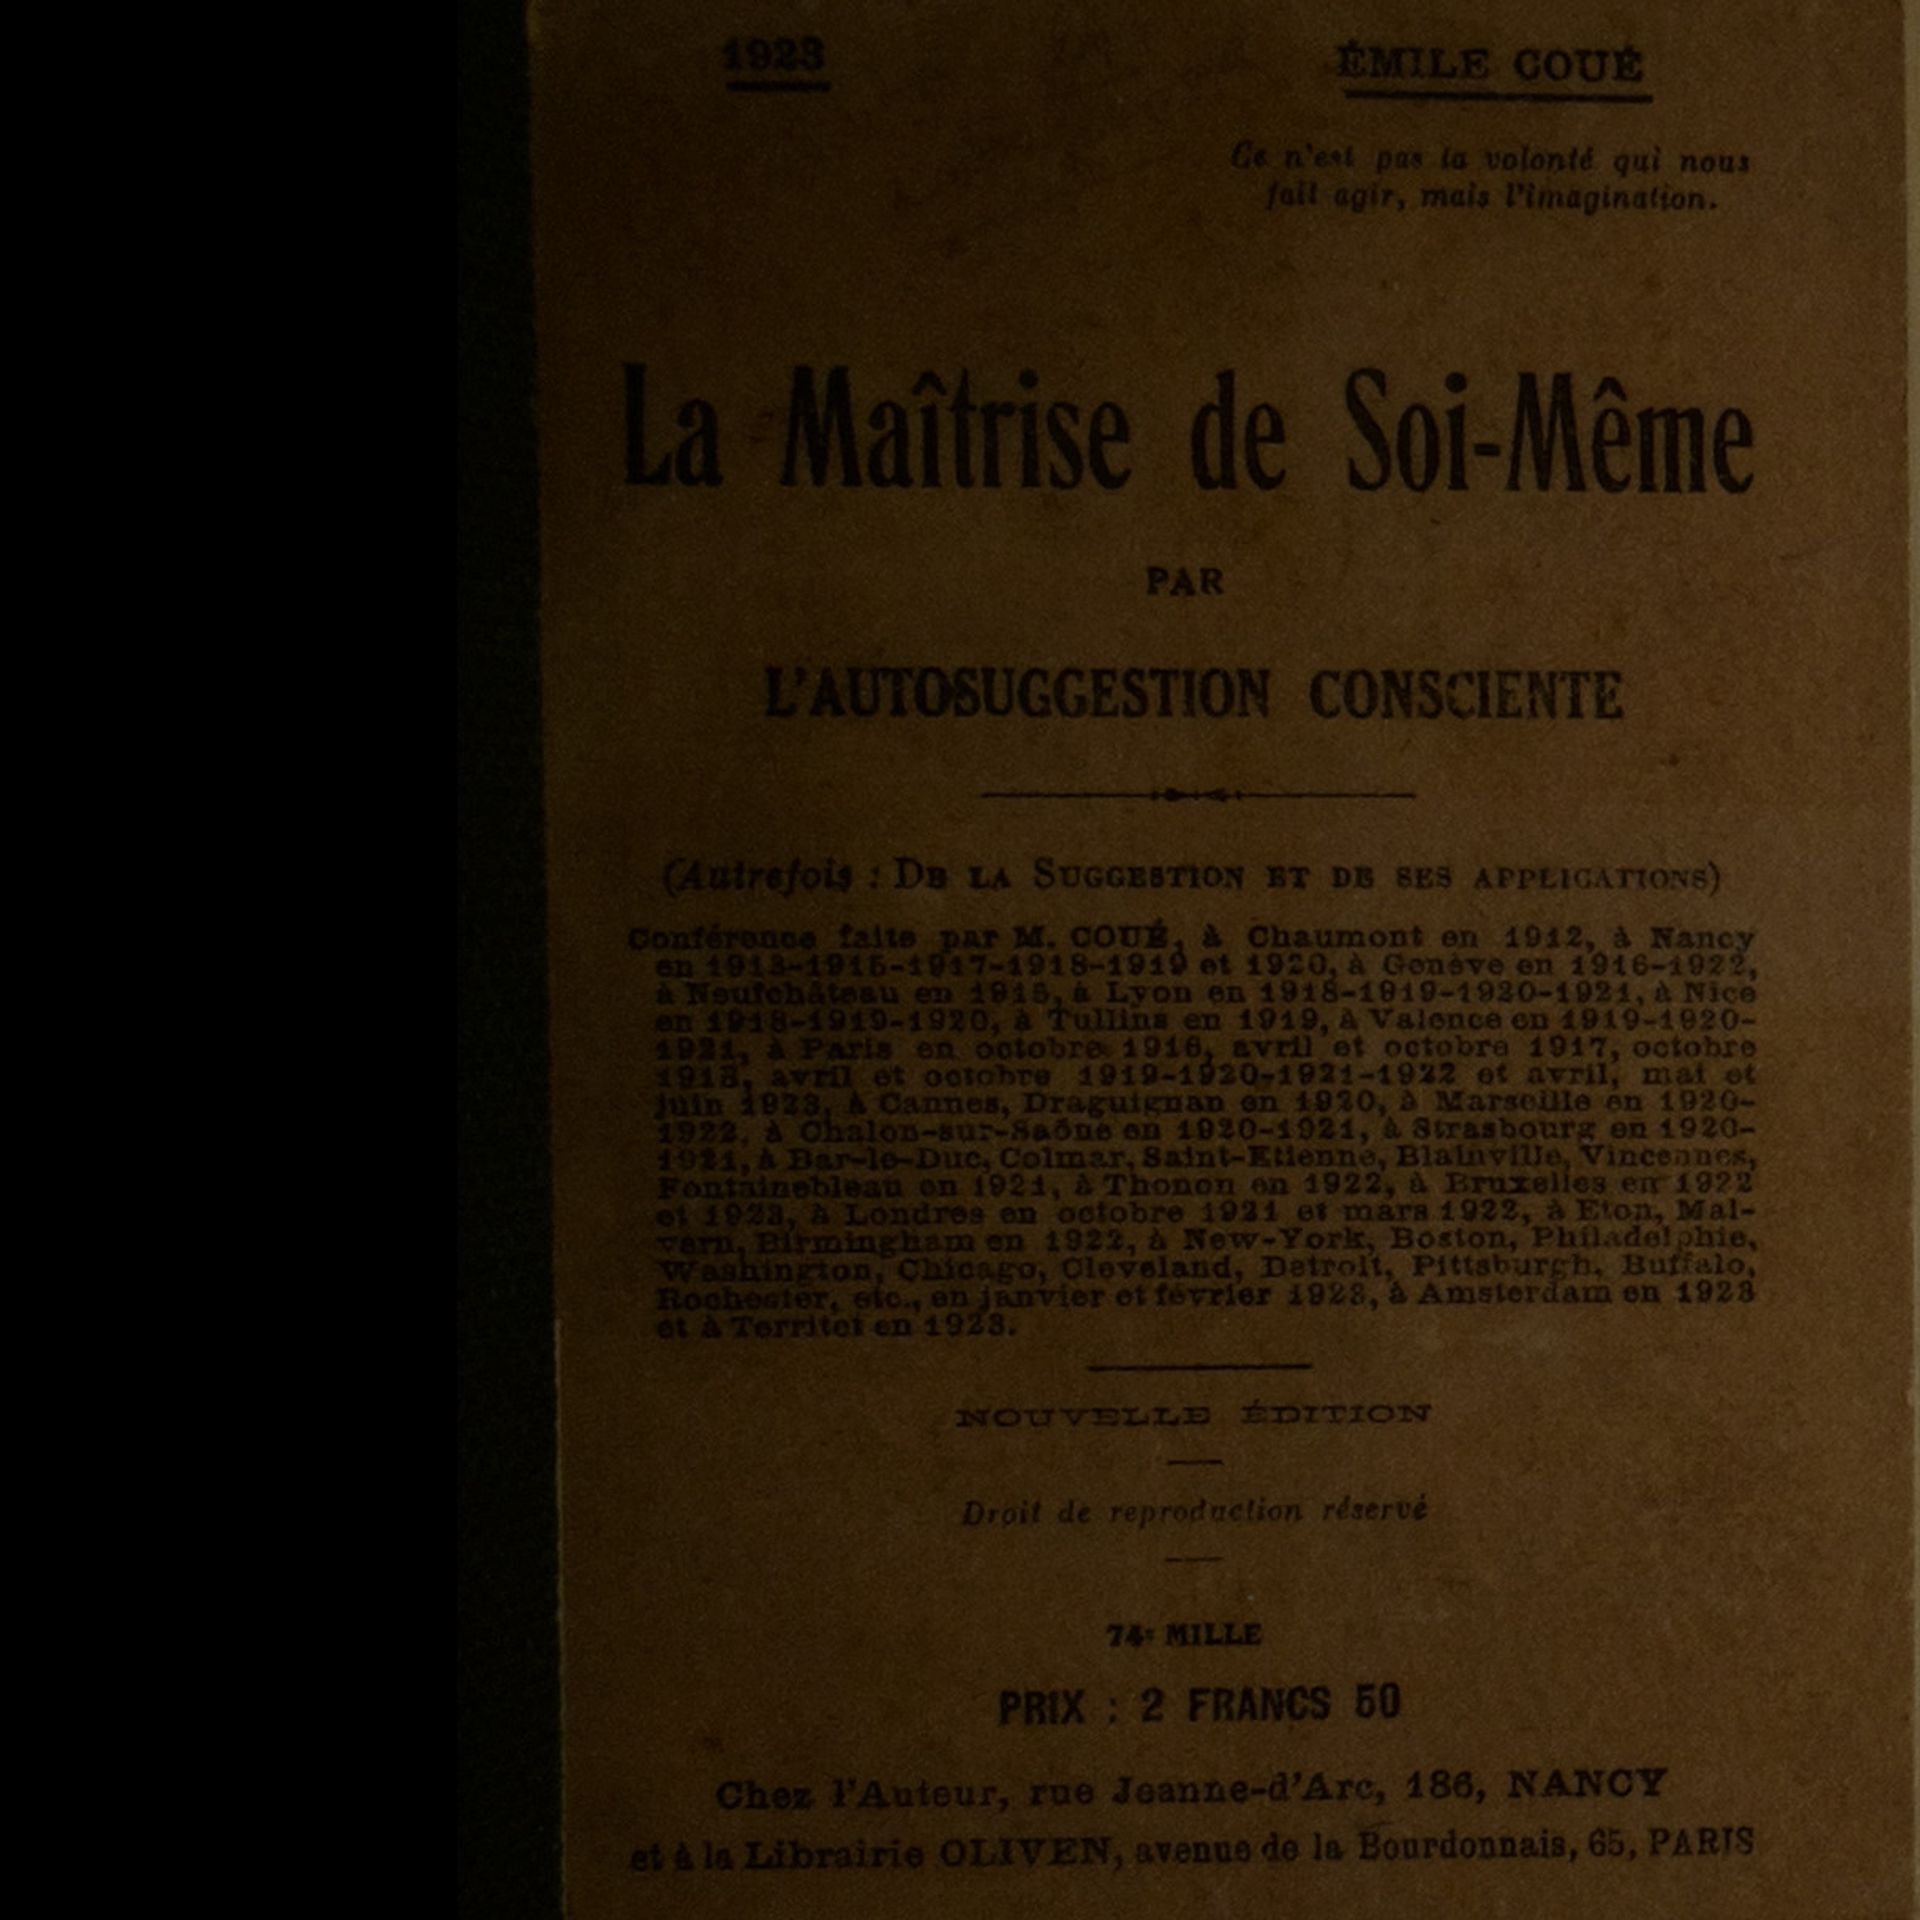 1923
ÉMILE COUÉ
Ce n'est pas la volonté qui nous
fait agir, mais l'imagination.
La Maîtrise de Soi-Même
PAR
L'AUTOSUGGESTION CONSCIENTE
(Autrefois : DE LA SUGGESTION ET DE SES APPLICATIONS)
Conférence faite par M. COUÉ, à Chaumont en 1912, à Nancy
en 1913-1915-1917-1918-1919 et 1920, à Genève en 1916-1922,
à Neufchâteau en 1915, à Lyon en 1918-1919-1920-1921, à Nice
en 1918-1919-1920, à Tullins en 1919, à Valence en 1919-1920-
1921, à Paris en octobre 1916, avril et octobre 1917, octobre
1918, avril et octobre 1919-1920-1921-1922 et avril, mai et
juin 1923, à Cannes, Draguignan en 1920, à Marseille en 1920-
1922, à Chalon-sur-Saône en 1920-1921, à Strasbourg en 1920-
1921, à Bar-le-Duc, Colmar, Saint-Etienne, Blainville, Vincennes,
Fontainebleau en 1921, à Thonon en 1922, à Bruxelles en 1922
et 1923, à Londres en octobre 1921 et mars 1922, à Eton, Mal-
vern, Birmingham en 1922, à New-York, Boston, Philadelphie,
Washington, Chicago, Cleveland, Detroit, Pittsburgh, Buffalo,
Rochester, etc., en janvier et février 1923, à Amsterdam en 1923
et à Territet en 1923.
NOUVELLE ÉDITION
Droit de reproduction réservé
74e MILLE
PRIX : 2 FRANCS 50
Chez l'Auteur, rue Jeanne-d'Arc, 186, NANCY
et à la Librairie OLIVEN, avenue de la Bourdonnais, 65, PARIS